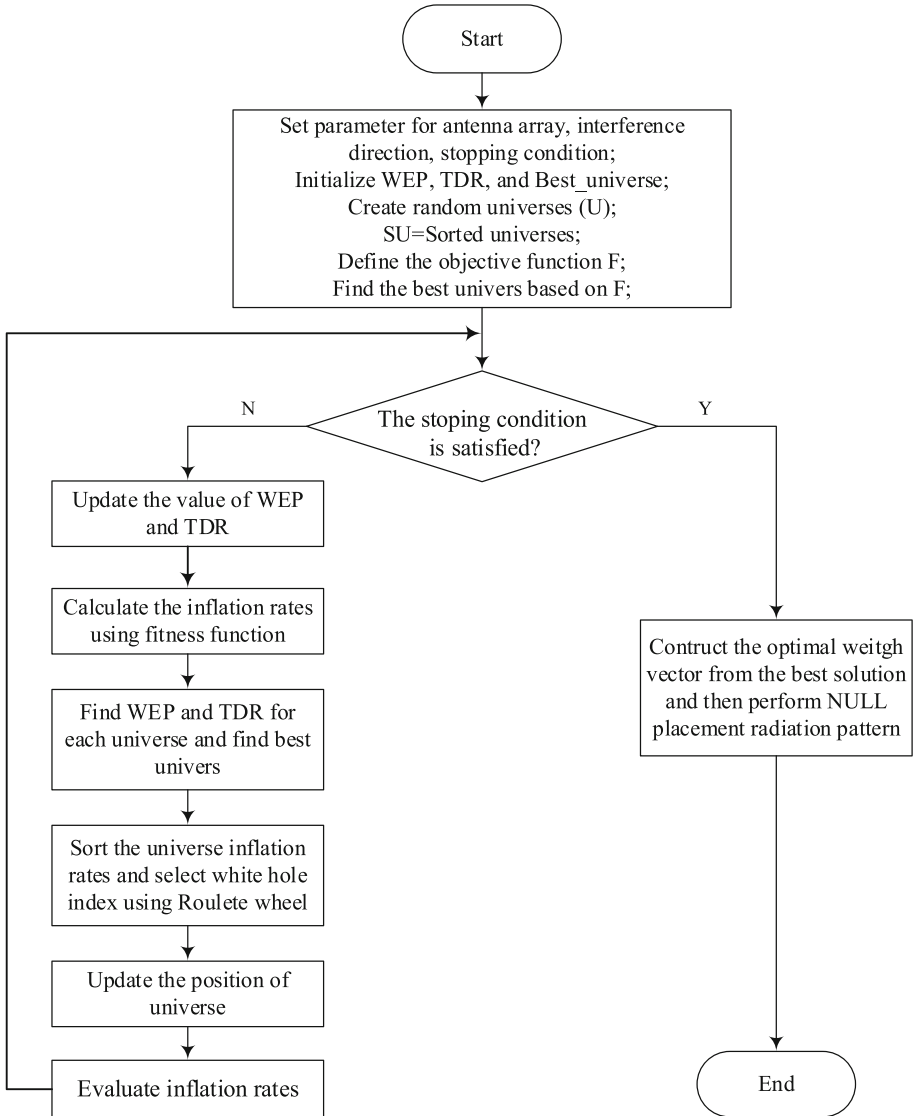 Start
Set parameter for antenna array, interference
direction, stopping condition;
Initialize WEP, TDR, and Best_universe;
Create random universes (U);
SU=Sorted universes;
Define the objective function F;
Find the best univers based on F;
The stoping condition
is satisfied?
N
Y
Update the value of WEP
and TDR
Calculate the inflation rates
using fitness function
Find WEP and TDR for
each universe and find best
univers
Sort the universe inflation
rates and select white hole
index using Roulete wheel
Update the position of
universe
Evaluate inflation rates
Contruct the optimal weitgh
vector from the best solution
and then perform NULL
placement radiation pattern
End